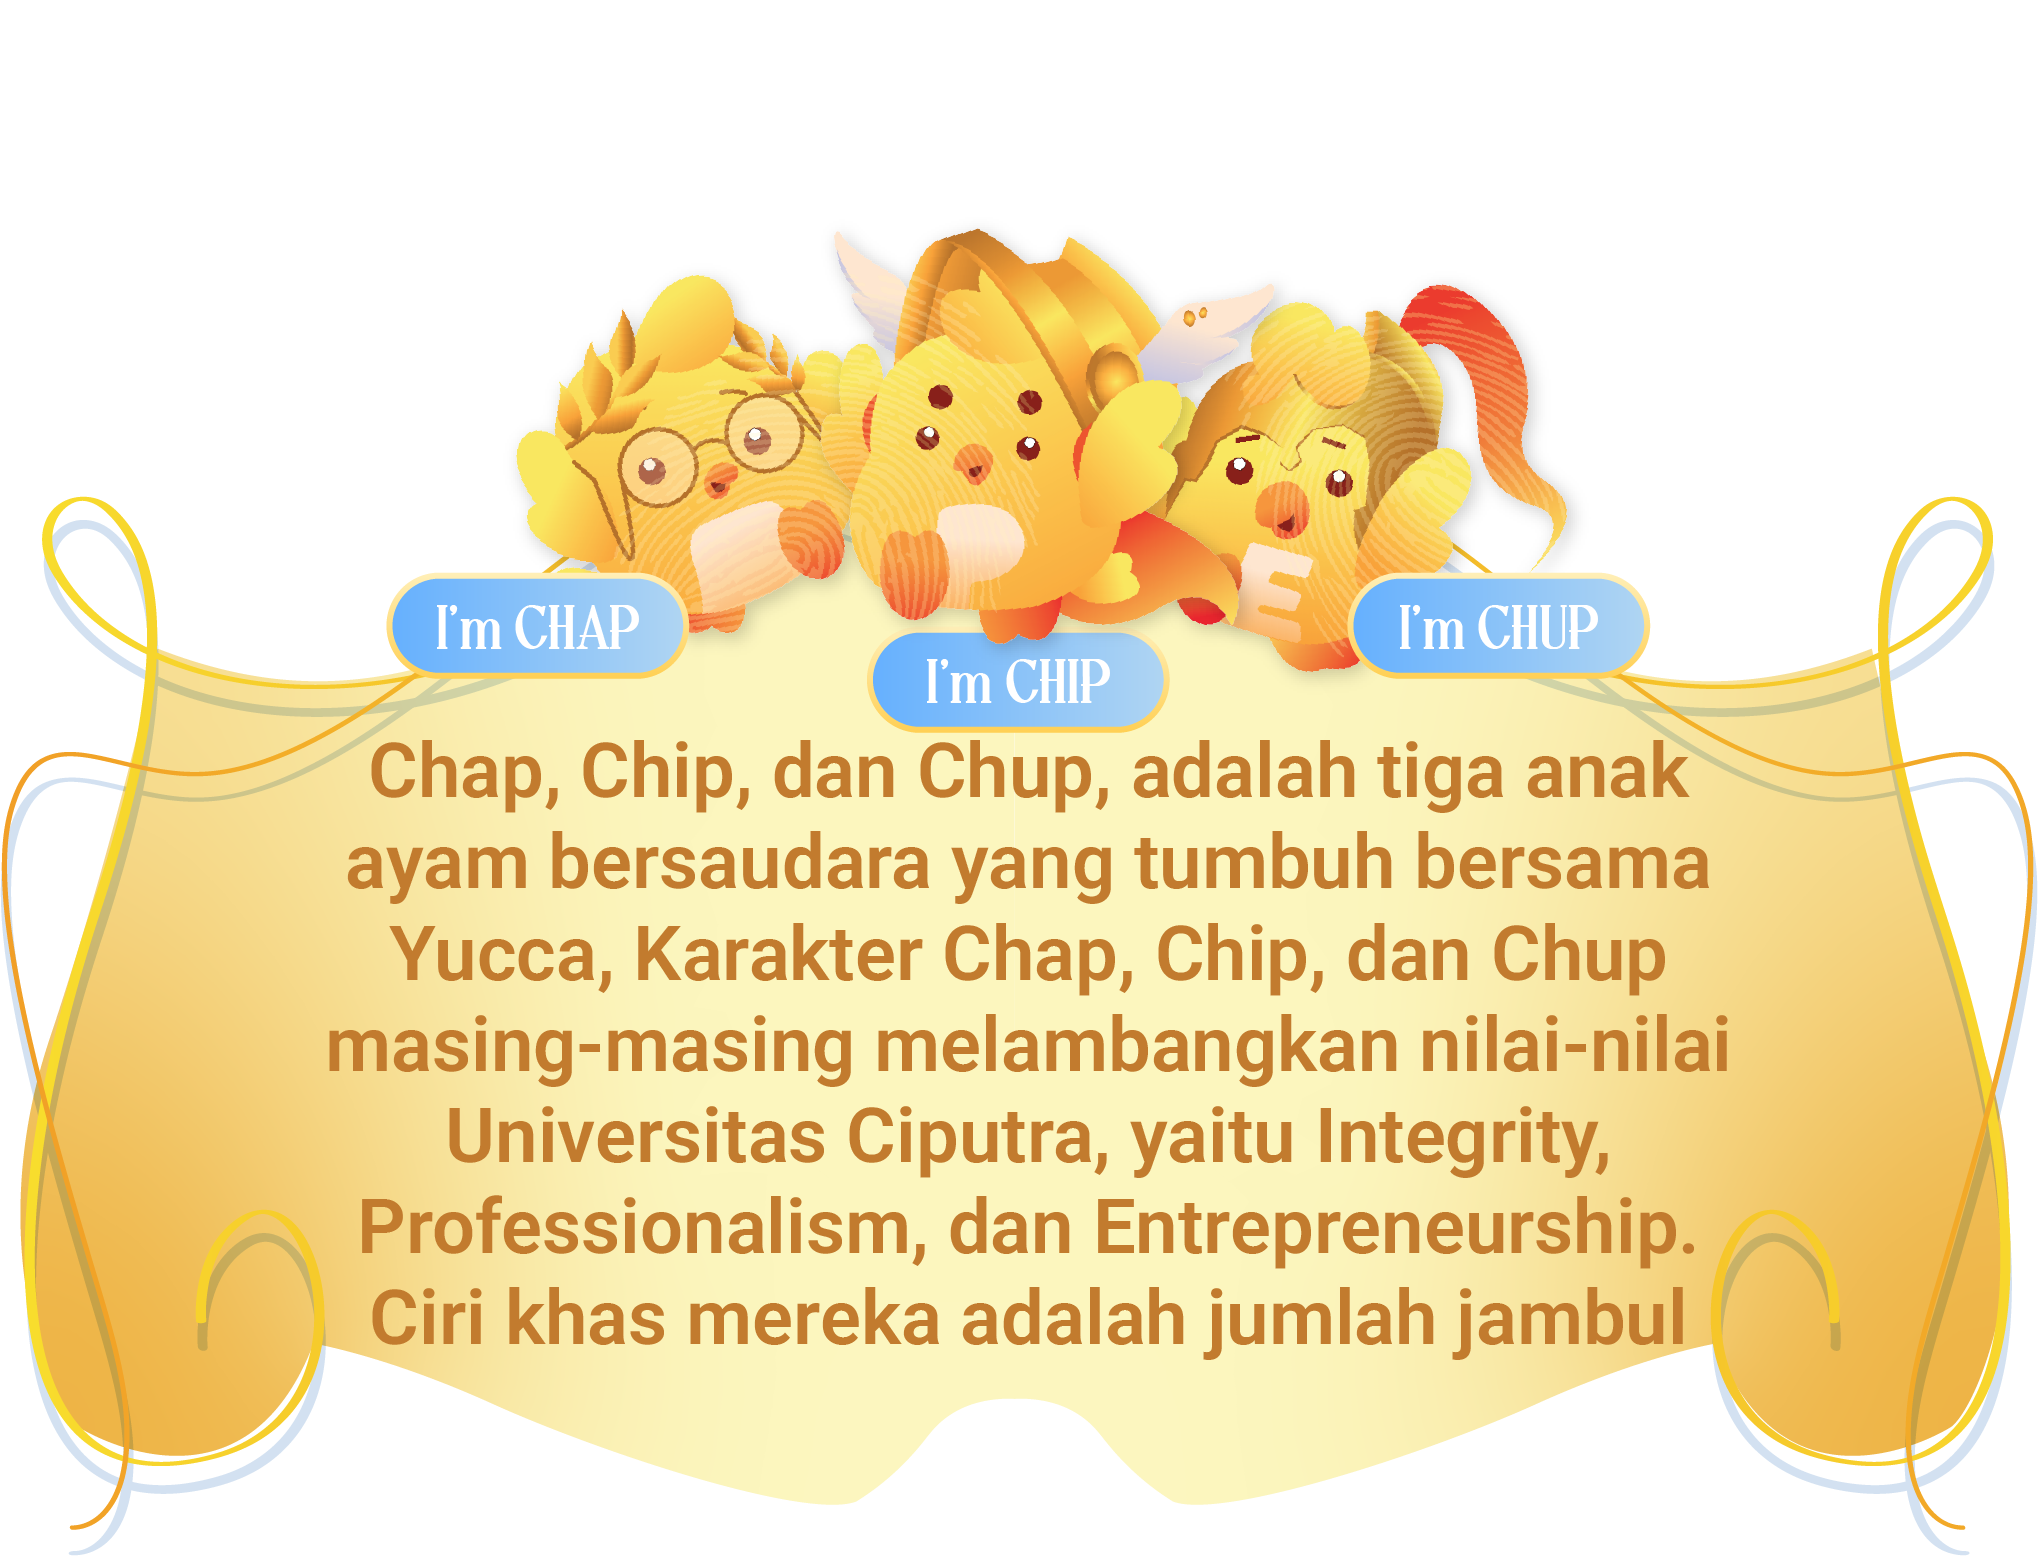 I'm CHAP
I'm CHIP
I'm CHUP
E
Chap, Chip, dan Chup, adalah tiga anak
ayam bersaudara yang tumbuh bersama
Yucca, Karakter Chap, Chip, dan Chup
masing-masing melambangkan nilai-nilai
Universitas Ciputra, yaitu Integrity,
Professionalism, dan Entrepreneurship.
Ciri khas mereka adalah jumlah jambul